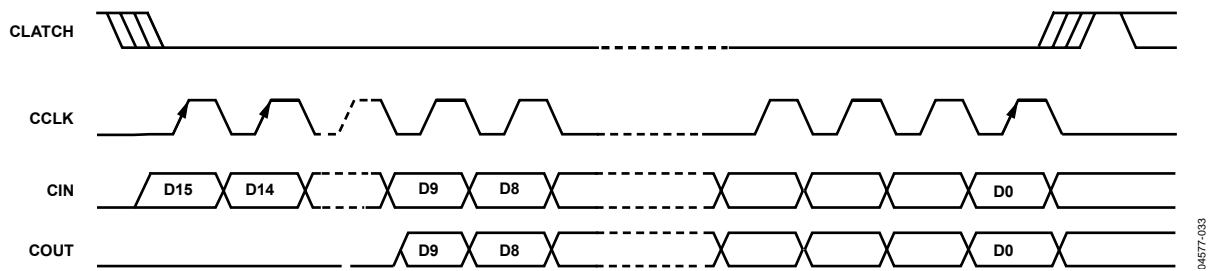 CLATCH
CCLK
CIN D15 D14 D9 D8 D0
COUT D9 D8 D0
04577-033